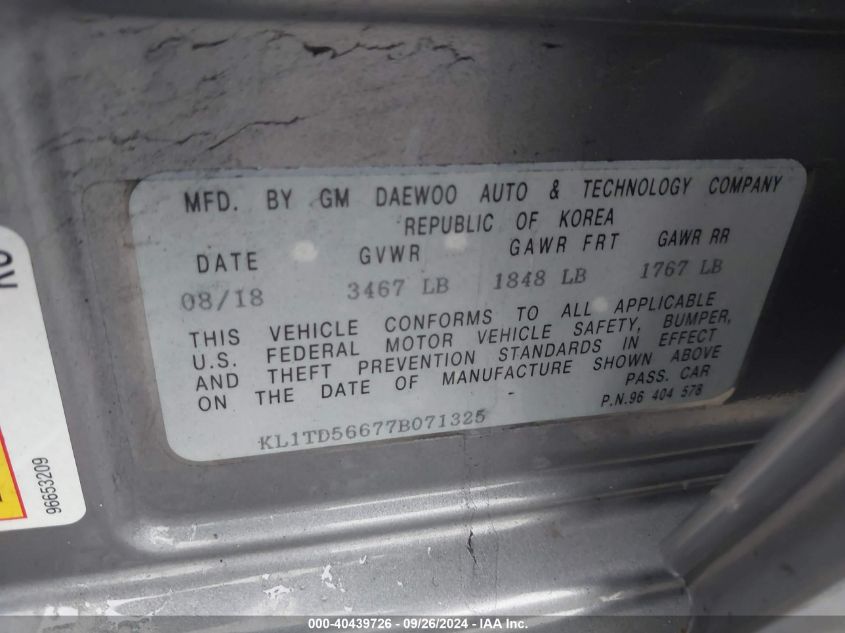 MFD. BY GM DAEWOO AUTO & TECHNOLOGY COMPANY
REPUBLIC OF KOREA
DATE GVWR GAWR FRT GAWR RR
08/18 3467 LB 1848 LB 1767 LB
THIS VEHICLE CONFORMS TO ALL APPLICABLE
U.S. FEDERAL MOTOR VEHICLE SAFETY, BUMPER,
AND THEFT PREVENTION STANDARDS IN EFFECT
ON THE DATE OF MANUFACTURE SHOWN ABOVE
PASS. CAR
P.N.96 404 578
KL1TD56677B071325
96653209
000-40439726 - 09/26/2024 - IAA Inc.